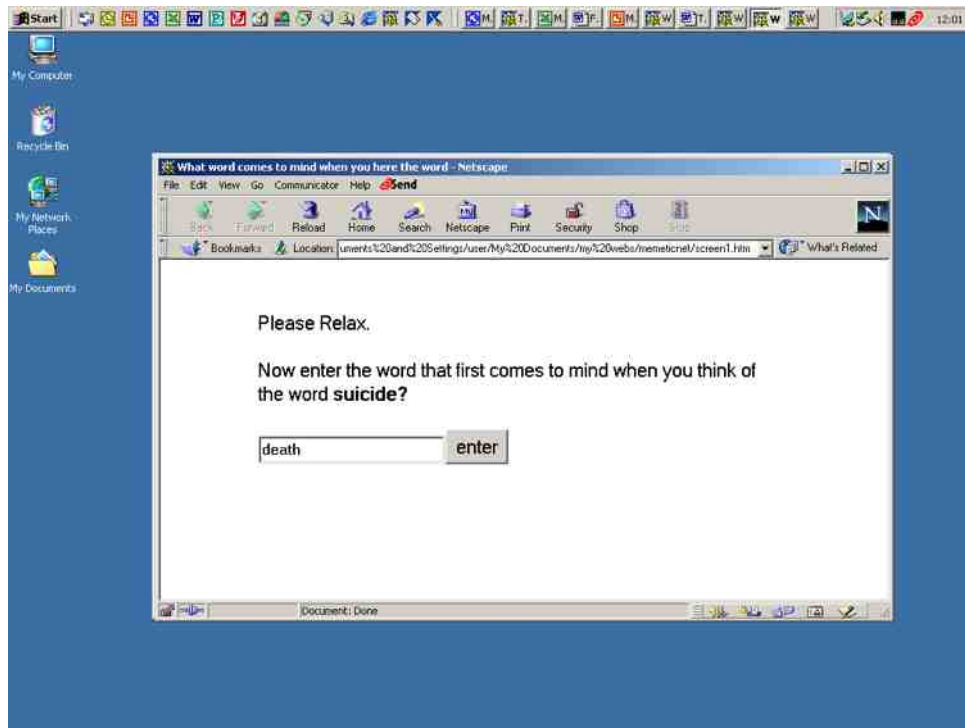 Start
M.
T.
M.
F.
M.
W
T.
W
W
W
12:01
My Computer
Recycle Bin
My Network
Places
My Documents
What word comes to mind when you here the word - Netscape
File Edit View Go Communicator Help Send
Back Forward Reload Home Search Netscape Print Security Shop Stop
Bookmarks Location: uments%20and%20Settings/user/My%20Documents/my%20webs/memeticnet/screen1.htm What's Related
N
Please Relax.
Now enter the word that first comes to mind when you think of
the word suicide?
death enter
Document: Done